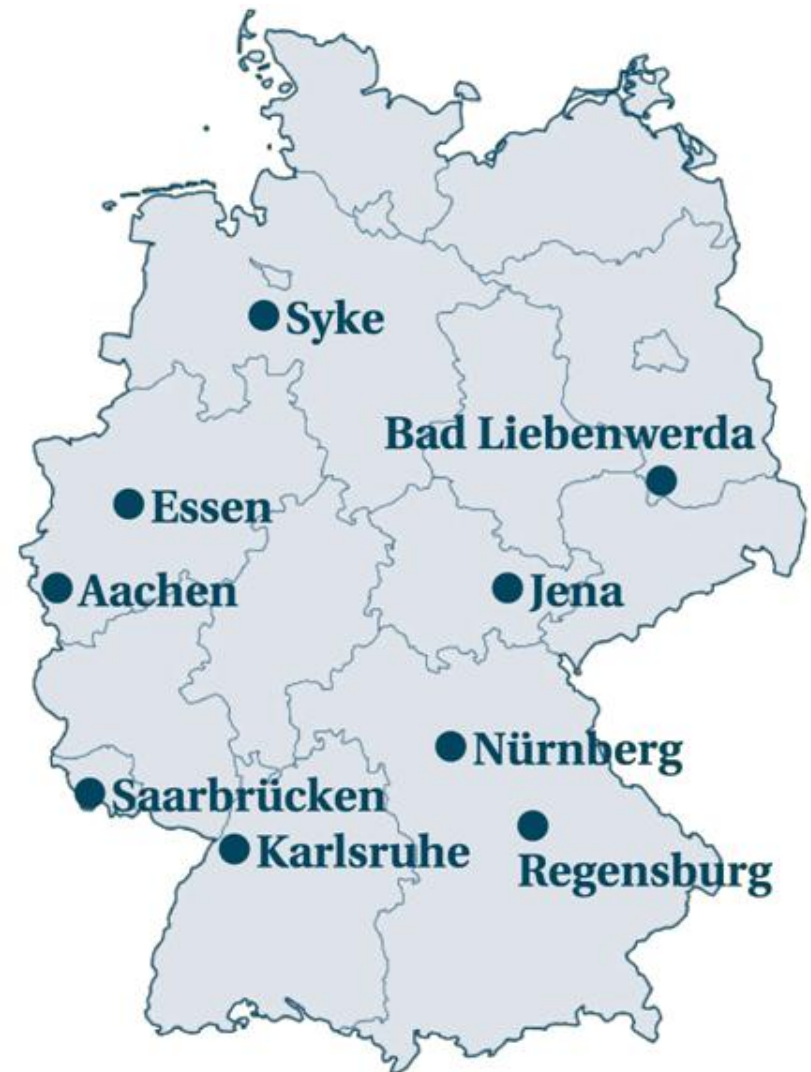 Syke
Bad Liebenwerda
Essen
Aachen
Jena
Nürnberg
Saarbrücken
Karlsruhe
Regensburg